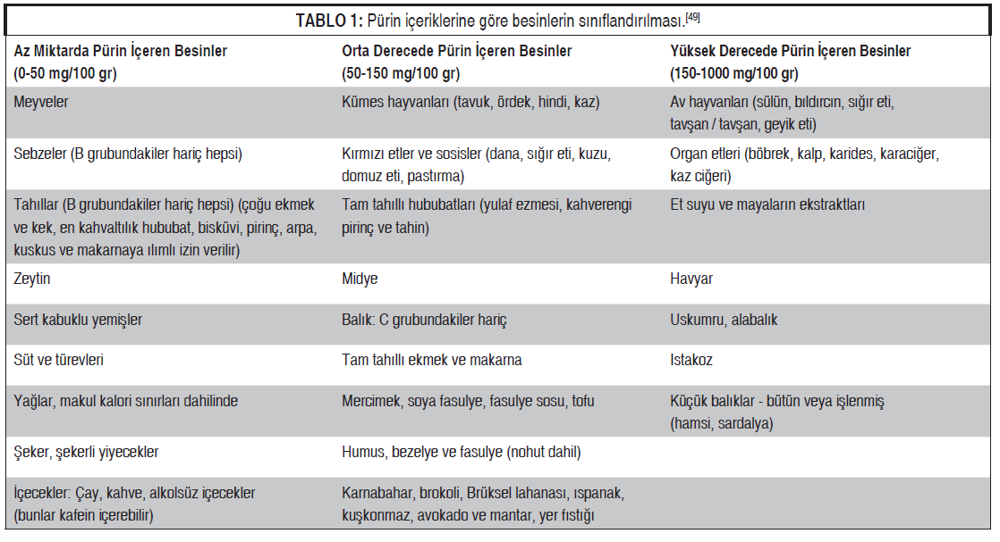 TABLO 1: Pürin içeriklerine göre besinlerin sınıflandırılması.[49]
Az Miktarda Pürin İçeren Besinler
(0-50 mg/100 gr)
Orta Derecede Pürin İçeren Besinler
(50-150 mg/100 gr)
Yüksek Derecede Pürin İçeren Besinler
(150-1000 mg/100 gr)
Meyveler
Kümes hayvanları (tavuk, ördek, hindi, kaz)
Av hayvanları (sülün, bıldırcın, sığır eti,
tavşan / tavşan, geyik eti)
Sebzeler (B grubundakiler hariç hepsi)
Kırmızı etler ve sosisler (dana, sığır eti, kuzu,
domuz eti, pastırma)
Organ etleri (böbrek, kalp, karides, karaciğer,
kaz ciğeri)
Tahıllar (B grubundakiler hariç hepsi) (çoğu ekmek
ve kek, en kahvaltılık hububat, bisküvi, pirinç, arpa,
kuskus ve makarnaya ılımlı izin verilir)
Tam tahıllı hububatları (yulaf ezmesi, kahverengi
pirinç ve tahin)
Et suyu ve mayaların ekstraktları
Zeytin
Midye
Havyar
Sert kabuklu yemişler
Balık: C grubundakiler hariç
Uskumru, alabalık
Süt ve türevleri
Tam tahıllı ekmek ve makarna
Istakoz
Yağlar, makul kalori sınırları dahilinde
Mercimek, soya fasulye, fasulye sosu, tofu
Küçük balıklar - bütün veya işlenmiş
(hamsi, sardalya)
Şeker, şekerli yiyecekler
Humus, bezelye ve fasulye (nohut dahil)
İçecekler: Çay, kahve, alkolsüz içecekler
(bunlar kafein içerebilir)
Karnabahar, brokoli, Brüksel lahanası, ıspanak,
kuşkonmaz, avokado ve mantar, yer fıstığı